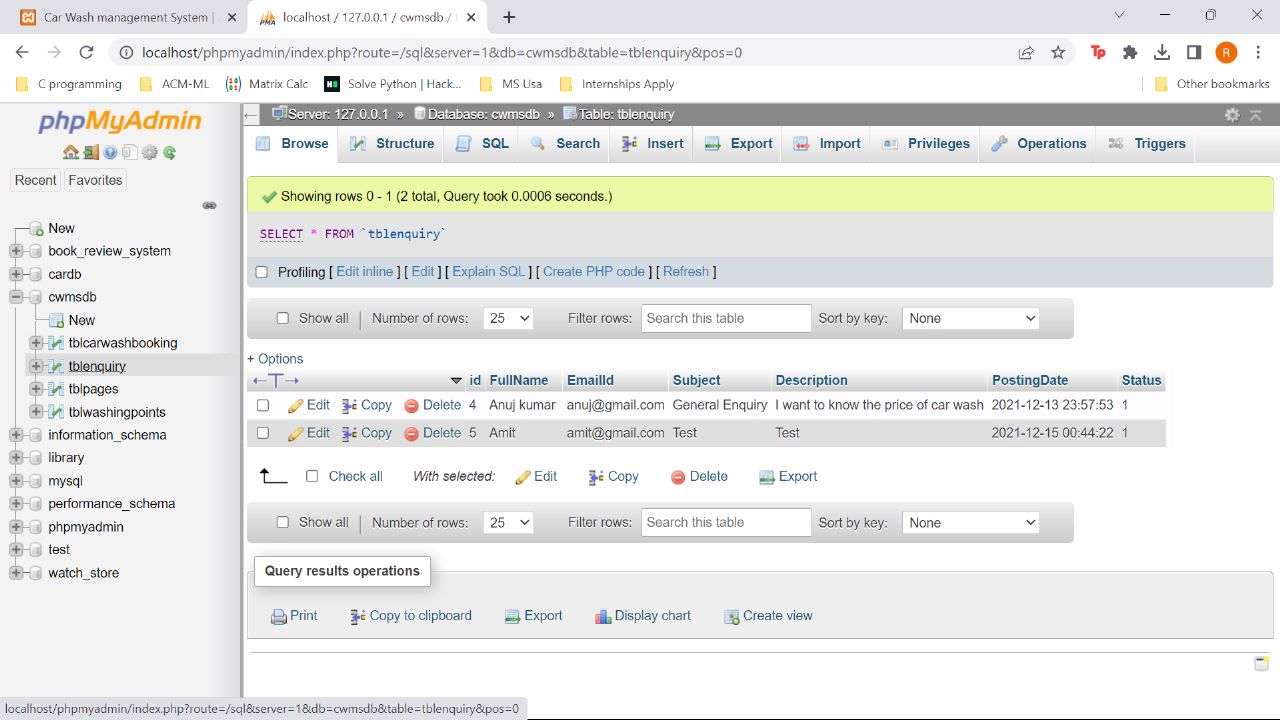 Car Wash management System |
localhost / 127.0.0.1 / cwmsdb /
localhost/phpmyadmin/index.php?route=/sql&server=1&db=cwmsdb&table=tblenquiry&pos=0
Tp
R
C programming ACM-ML Matrix Calc Solve Python | Hack... MS Usa Internships Apply Other bookmarks
phpMyAdmin
Recent Favorites
New
book_review_system
cardb
cwmsdb
New
tblcarwashbooking
tblenquiry
tblpages
tblwashingpoints
information_schema
library
mysql
performance_schema
phpmyadmin
test
watch_store
Server: 127.0.0.1 » Database: cwmsdb » Table: tblenquiry
Browse Structure SQL Search Insert Export Import Privileges Operations Triggers
Showing rows 0 - 1 (2 total, Query took 0.0006 seconds.)
SELECT * FROM `tblenquiry`
Profiling [ Edit inline ] [ Edit ] [ Explain SQL ] [ Create PHP code ] [ Refresh ]
Show all | Number of rows: 25 Filter rows: Search this table Sort by key: None
+ Options
←T→ id FullName EmailId Subject Description PostingDate Status
Edit Copy Delete 4 Anuj kumar anuj@gmail.com General Enquiry I want to know the price of car wash 2021-12-13 23:57:53 1
Edit Copy Delete 5 Amit amit@gmail.com Test Test 2021-12-15 00:44:22 1
Check all With selected: Edit Copy Delete Export
Show all | Number of rows: 25 Filter rows: Search this table Sort by key: None
Query results operations
Print Copy to clipboard Export Display chart Create view
localhost/phpmyadmin/index.php?route=/sql&server=1&db=cwmsdb&table=tblenquiry&pos=0